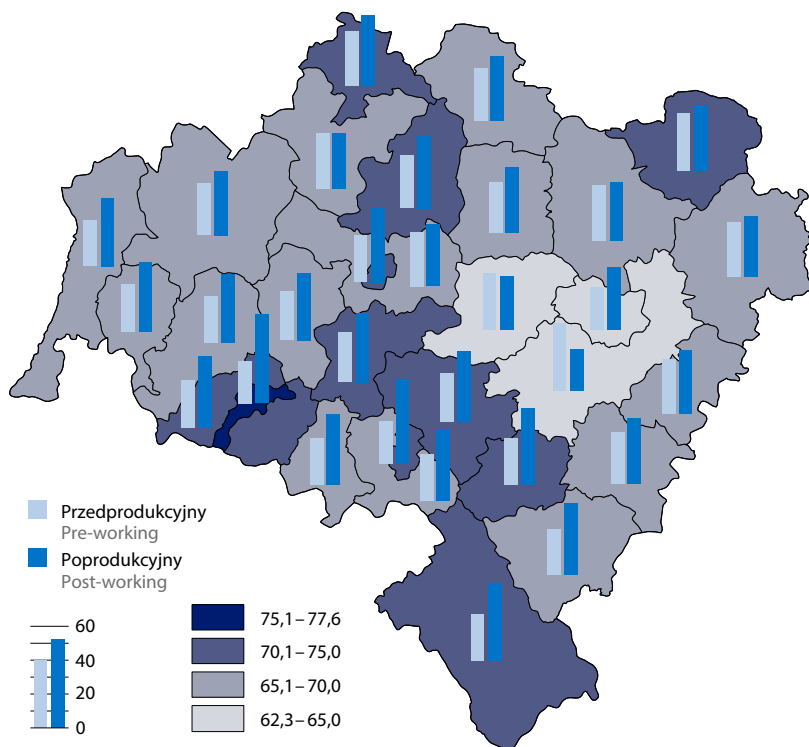 Przedprodukcyjny
Pre-working
Poprodukcyjny
Post-working
60
40
20
0
75,1–77,6
70,1–75,0
65,1–70,0
62,3–65,0